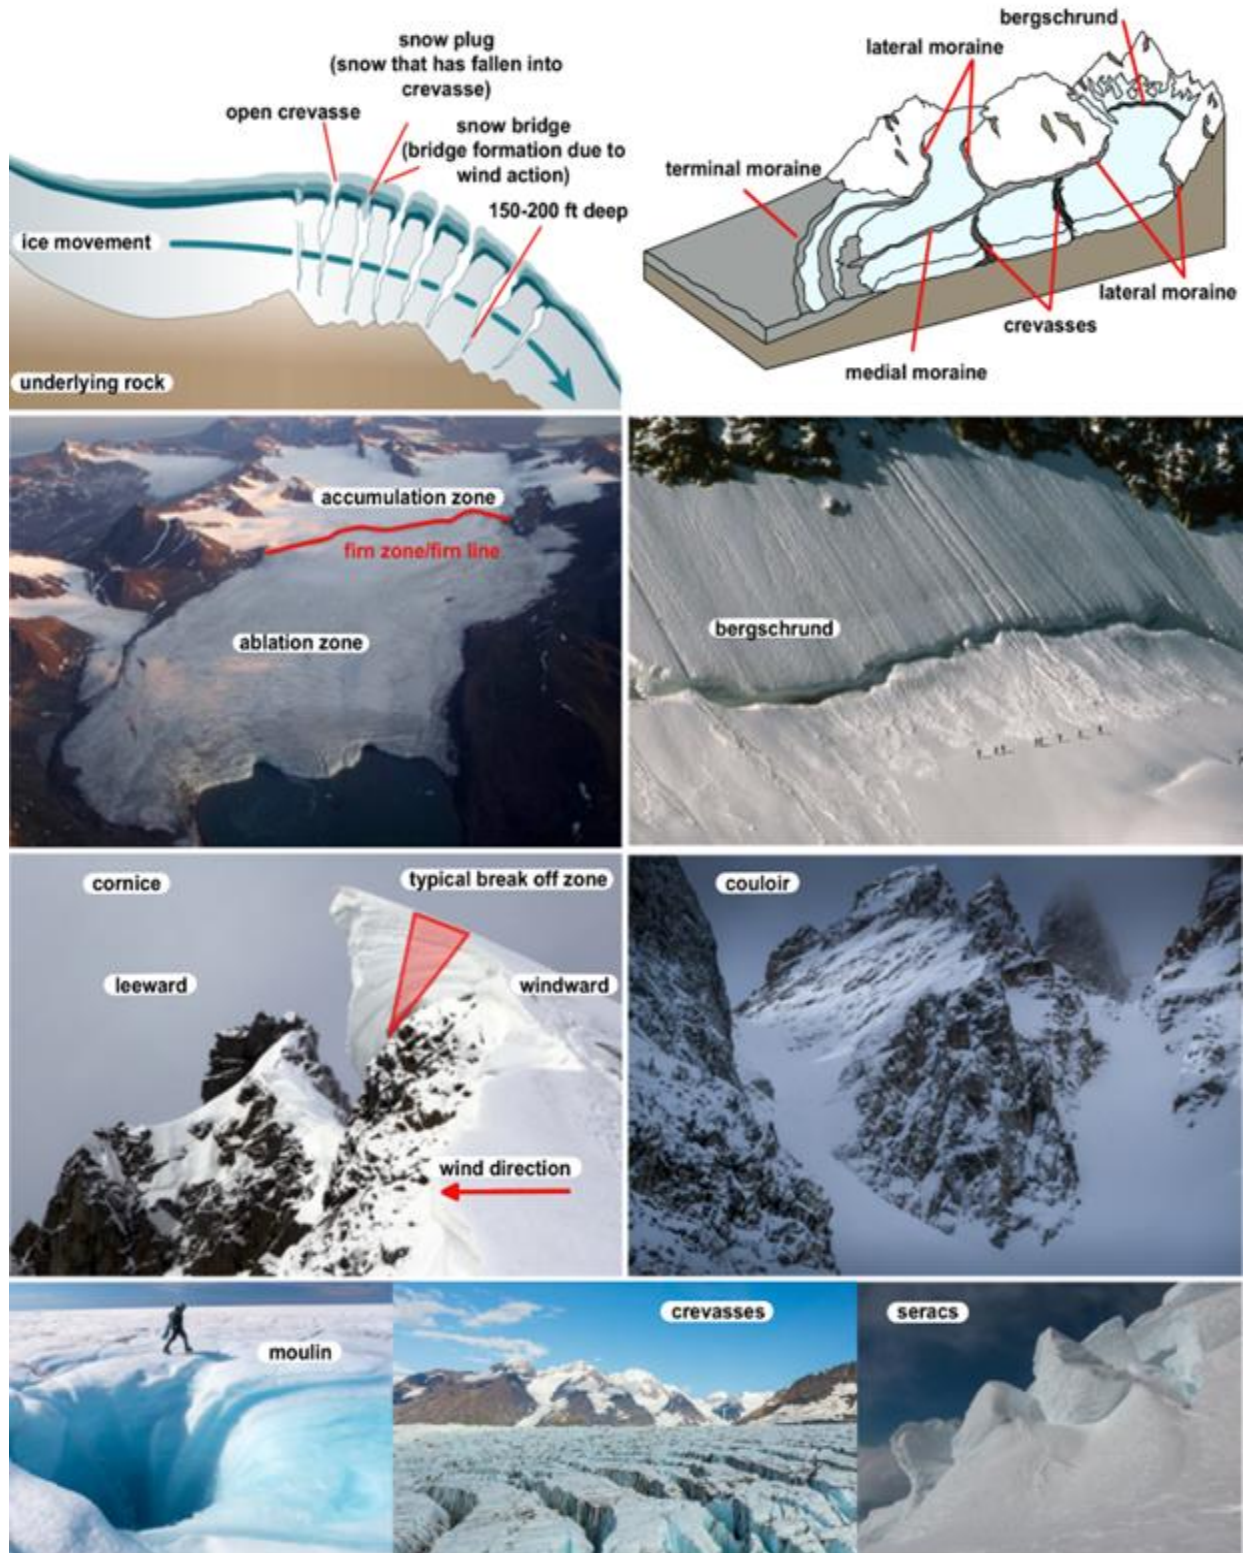 snow plug
(snow that has fallen into
crevasse)
open crevasse
snow bridge
(bridge formation due to
wind action)
150-200 ft deep
ice movement
underlying rock
bergschrund
lateral moraine
terminal moraine
lateral moraine
crevasses
medial moraine
accumulation zone
firn zone/firn line
ablation zone
bergschrund
cornice
typical break off zone
leeward
windward
wind direction
couloir
moulin
crevasses
seracs